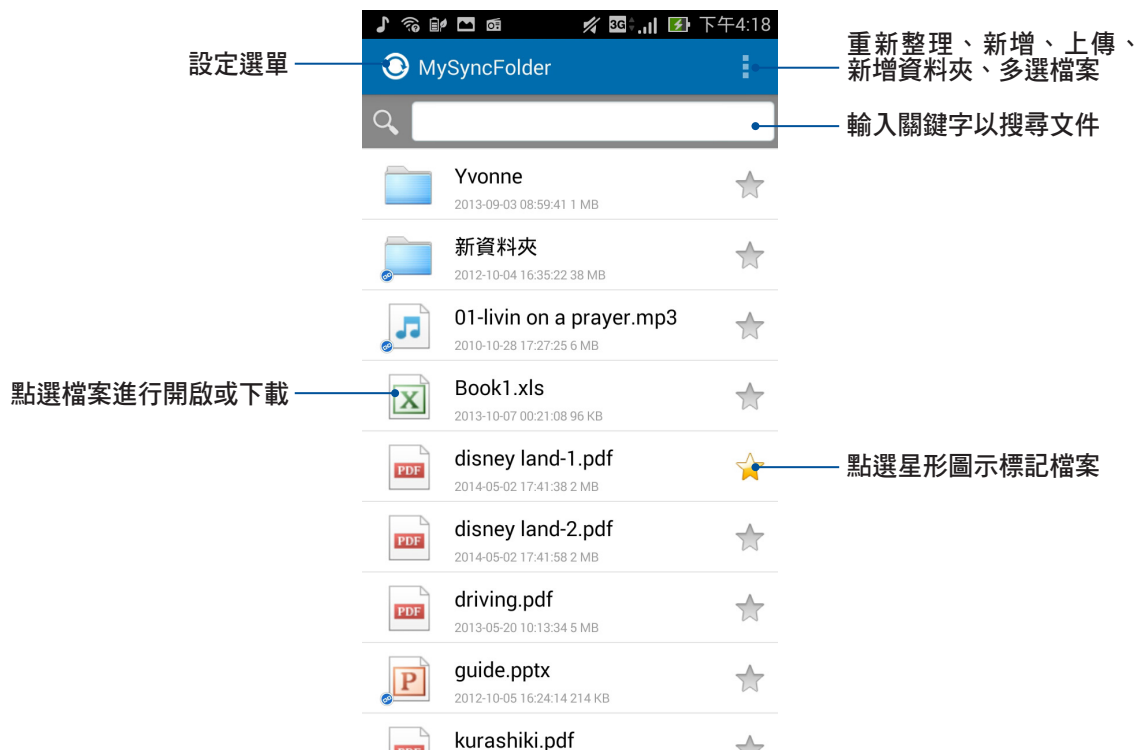 3G 下午4:18
設定選單
MySyncFolder
重新整理、新增、上傳、
新增資料夾、多選檔案
輸入關鍵字以搜尋文件
Yvonne
2013-09-03 08:59:41 1 MB
新資料夾
2012-10-04 16:35:22 38 MB
01-livin on a prayer.mp3
2010-10-28 17:27:25 6 MB
點選檔案進行開啟或下載
X
Book1.xls
2013-10-07 00:21:08 96 KB
PDF
disney land-1.pdf
2014-05-02 17:41:38 2 MB
點選星形圖示標記檔案
PDF
disney land-2.pdf
2014-05-02 17:41:58 2 MB
PDF
driving.pdf
2013-05-20 10:13:34 5 MB
P
guide.pptx
2012-10-05 16:24:14 214 KB
kurashiki.pdf